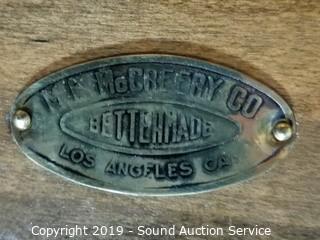 M.A. McCREERY CO
BETTERMADE
LOS ANGELES CAL.
Copyright 2019 - Sound Auction Service